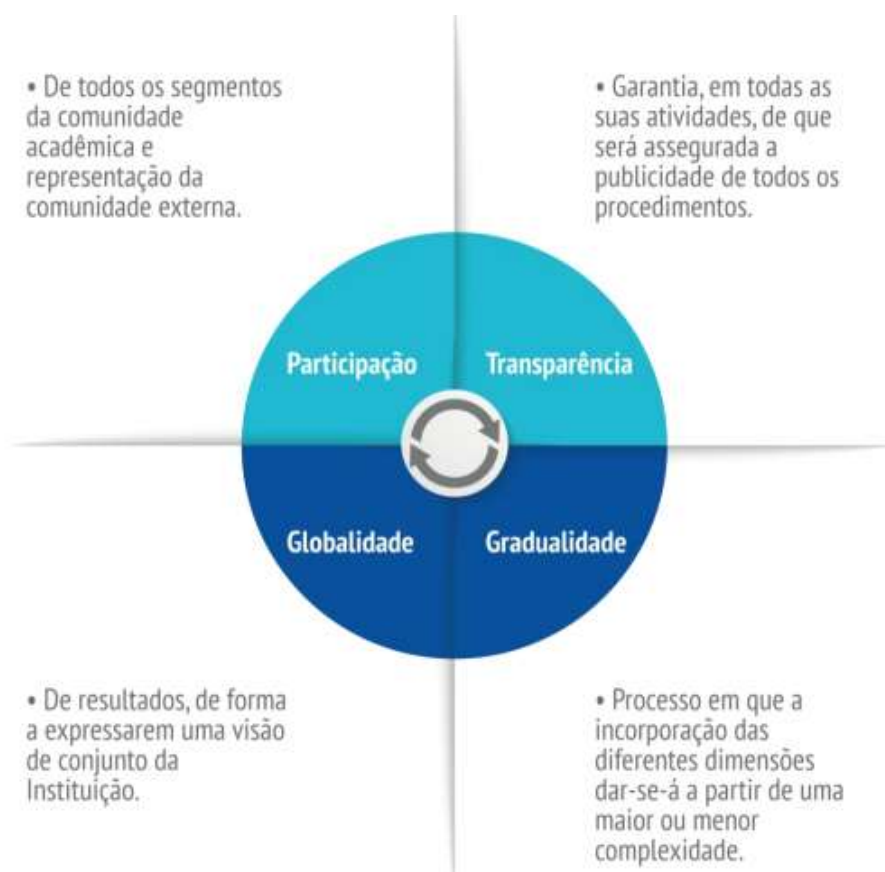 • De todos os segmentos
da comunidade
acadêmica e
representação da
comunidade externa.
• Garantia, em todas as
suas atividades, de que
será assegurada a
publicidade de todos os
procedimentos.
Participação
Transparência
Globalidade
Gradualidade
• De resultados, de forma
a expressarem uma visão
de conjunto da
Instituição.
• Processo em que a
incorporação das
diferentes dimensões
dar-se-á a partir de uma
maior ou menor
complexidade.